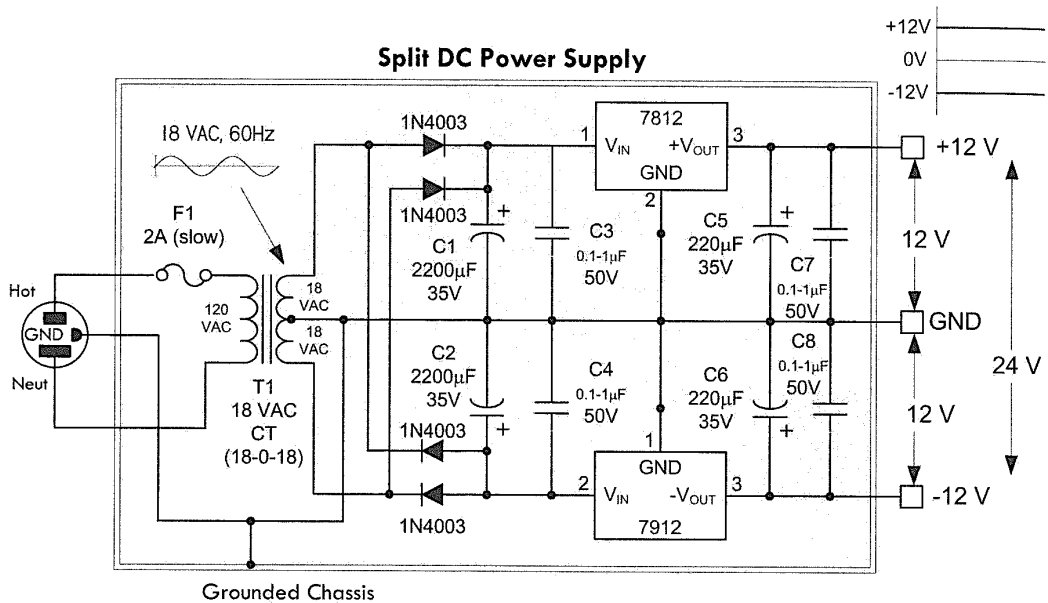 Split DC Power Supply
+12V
0V
-12V
18 VAC, 60Hz
F1
2A (slow)
Hot
GND
Neut
120
VAC
18
VAC
18
VAC
T1
18 VAC
CT
(18-0-18)
1N4003
1N4003
C1
2200µF
35V
C2
2200µF
35V
+
+
1N4003
1N4003
C3
0.1-1µF
50V
C4
0.1-1µF
50V
7812
1
VIN
+VOUT
3
GND
2
1
GND
2
VIN
-VOUT
3
7912
C5
220µF
35V
+
C7
0.1-1µF
50V
C6
220µF
35V
+
C8
0.1-1µF
50V
+12 V
12 V
GND
24 V
12 V
-12 V
Grounded Chassis